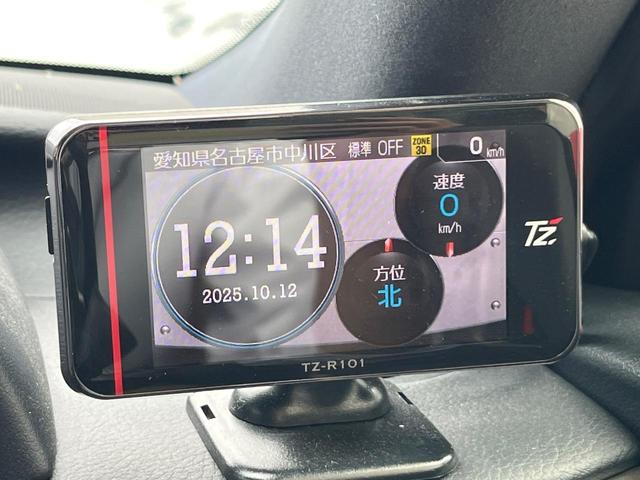 愛知県名古屋市中川区 標準 OFF ZONE 30 0 km/h
速度
0
km/h
12:14
2025.10.12
方位
北
TZ
TZ-R101